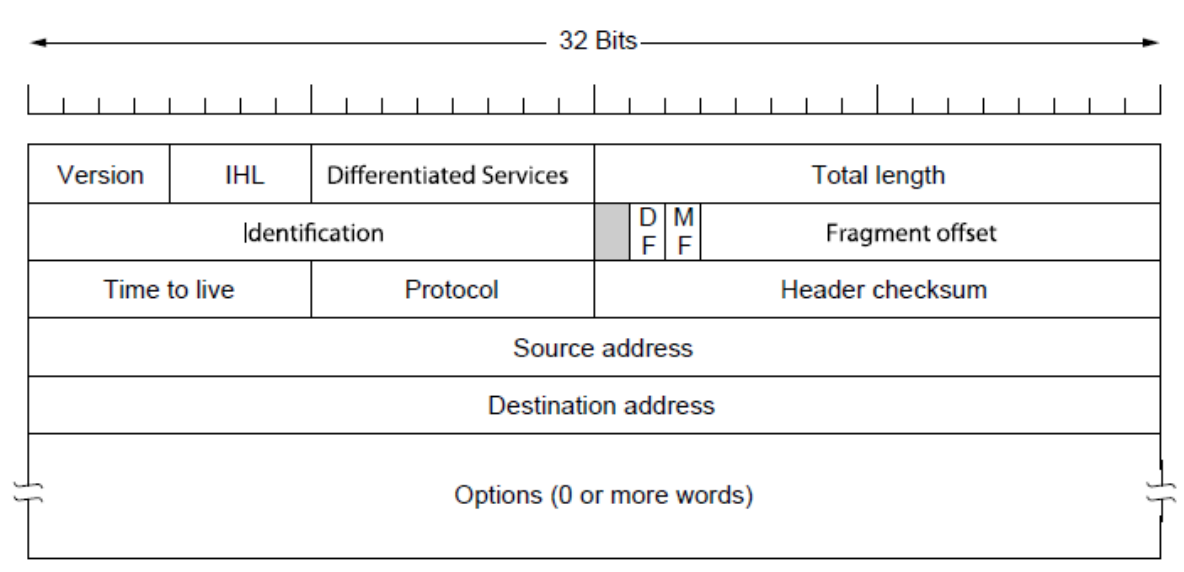 32 Bits
Version IHL Differentiated Services Total length
Identification D F M F Fragment offset
Time to live Protocol Header checksum
Source address
Destination address
Options (0 or more words)